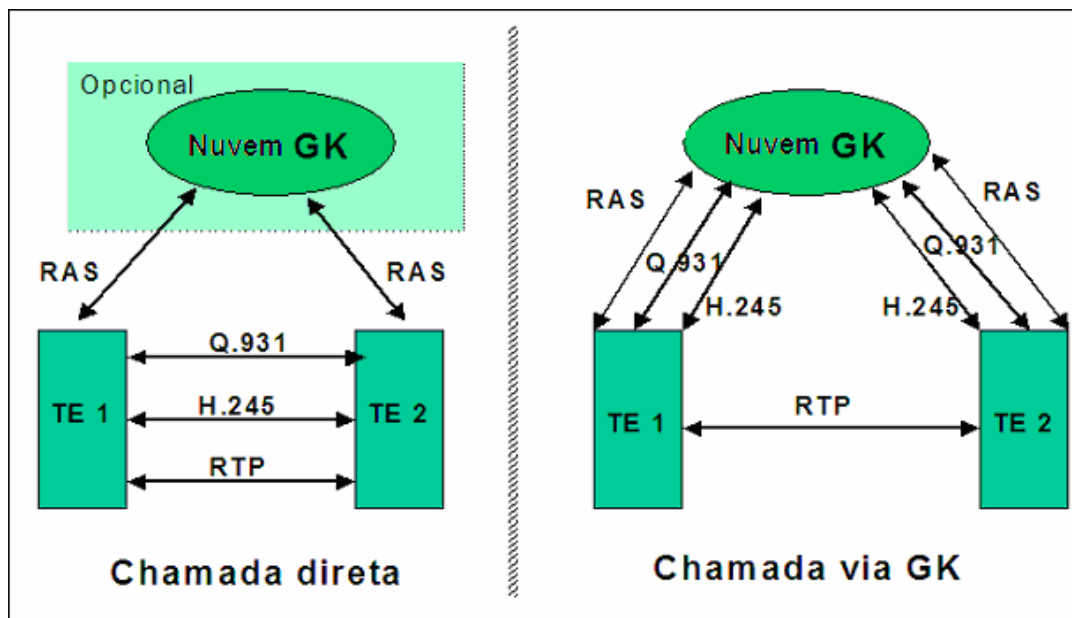 Opcional
Nuvem GK
RAS
RAS
Q.931
H.245
RTP
TE 1
TE 2
Chamada direta
Nuvem GK
RAS
RAS
Q.931
Q.931
H.245
H.245
RTP
TE 1
TE 2
Chamada via GK